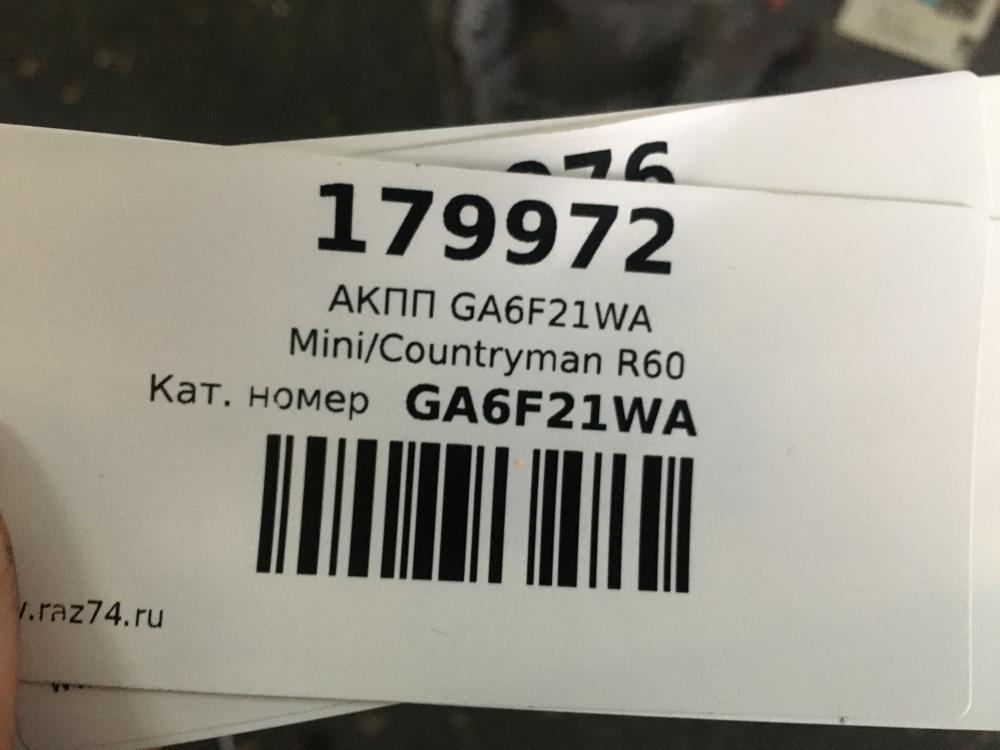 179972
АКПП GA6F21WA
Mini/Countryman R60
Кат. номер GA6F21WA
.raz74.ru